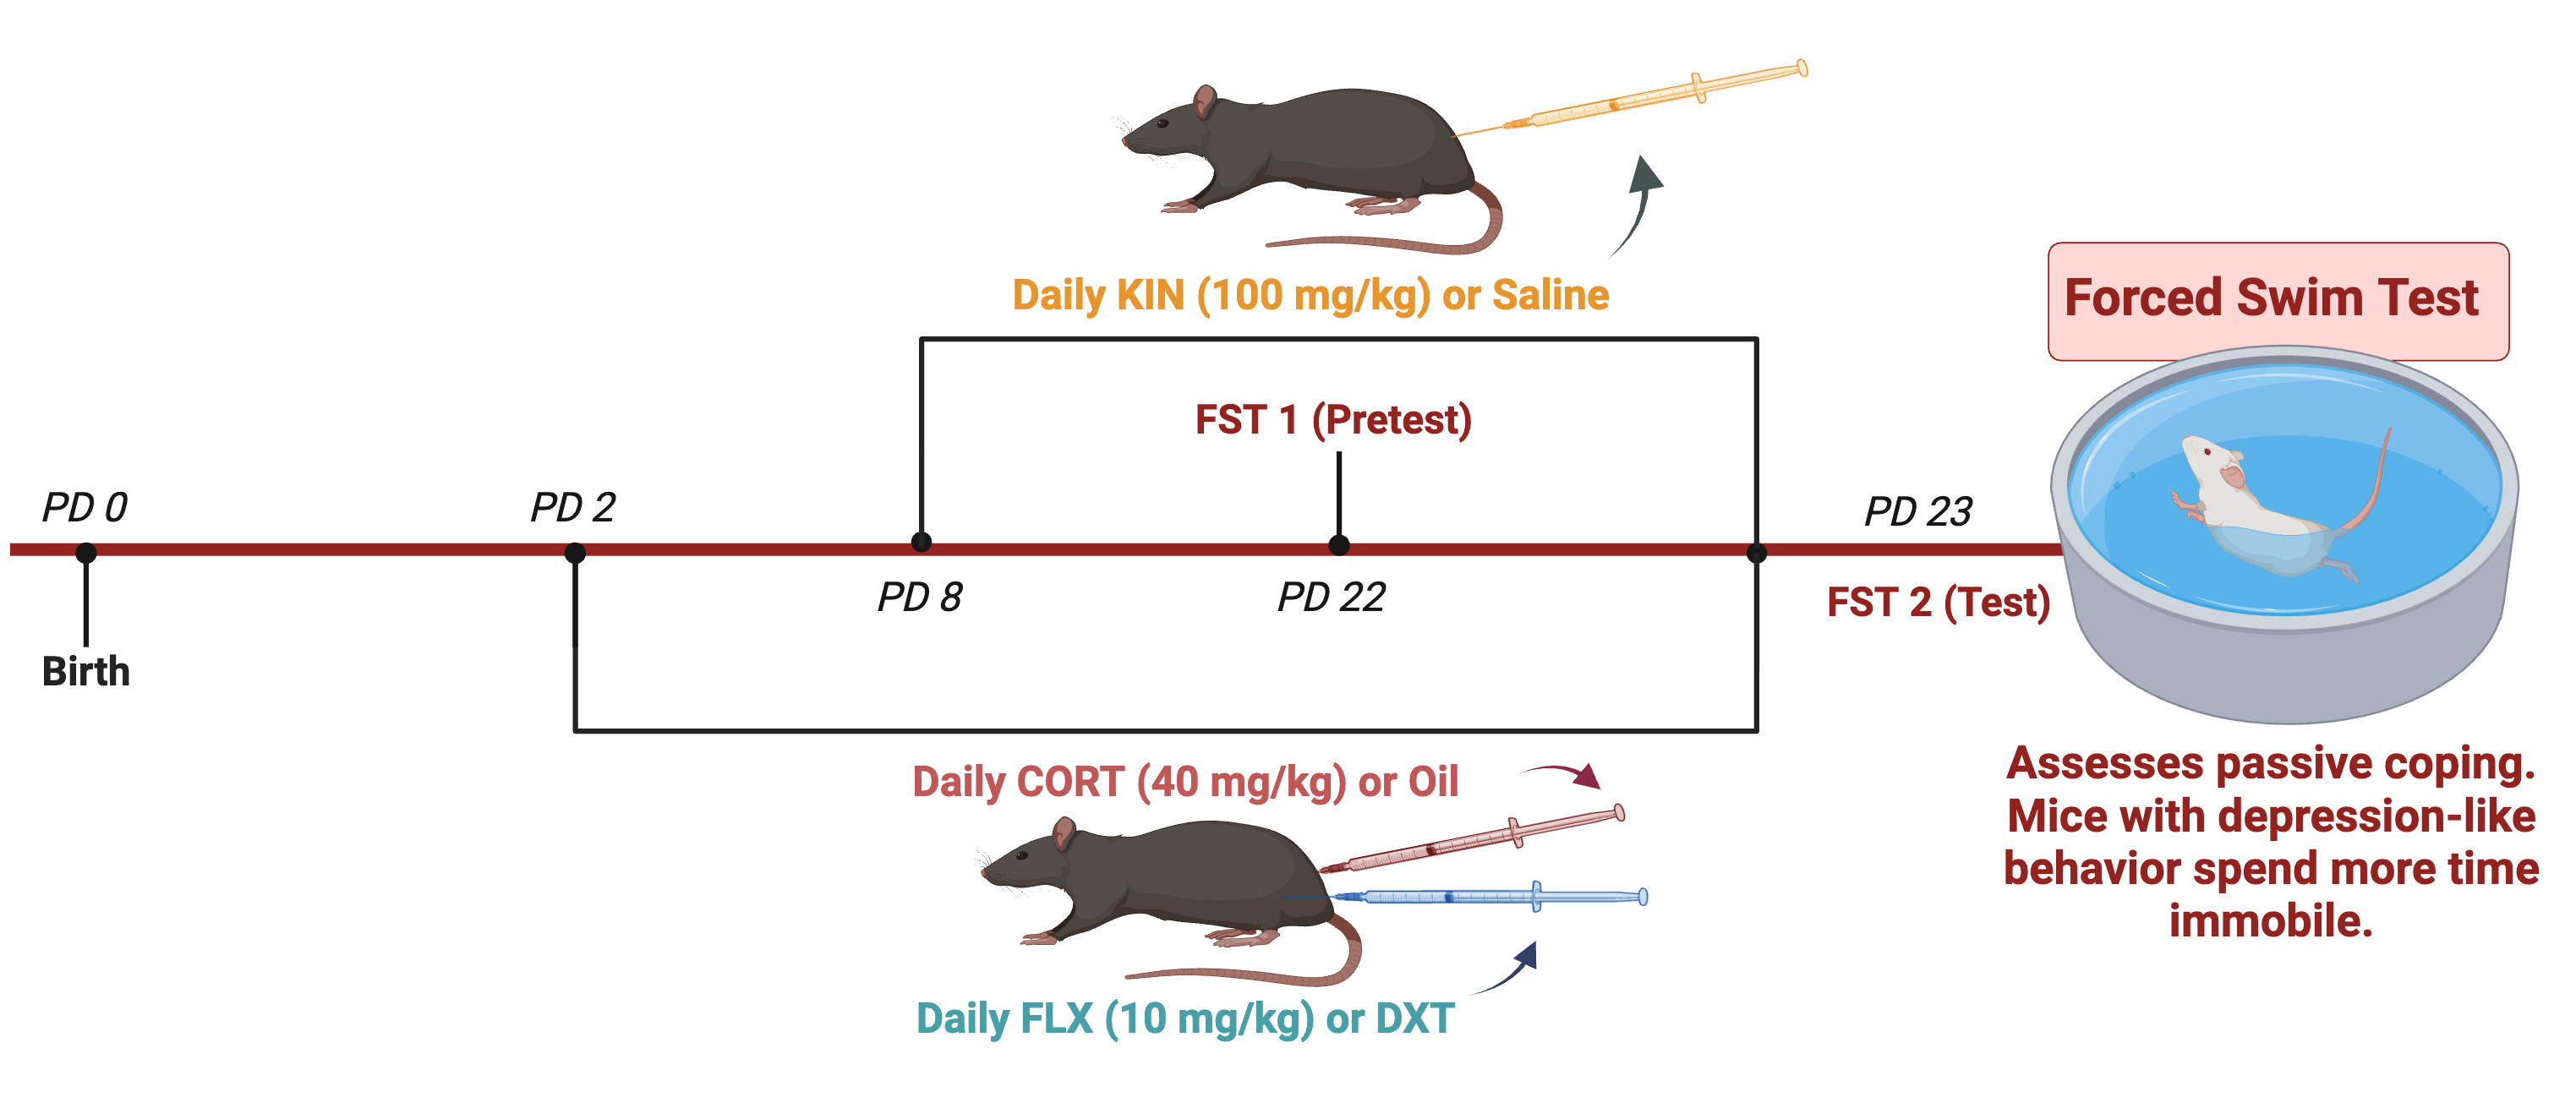 Daily KIN (100 mg/kg) or Saline
Forced Swim Test
FST 1 (Pretest)
PD 0
PD 2
PD 23
PD 8
PD 22
FST 2 (Test)
Birth
Daily CORT (40 mg/kg) or Oil
Assesses passive coping.
Mice with depression-like
behavior spend more time
immobile.
Daily FLX (10 mg/kg) or DXT